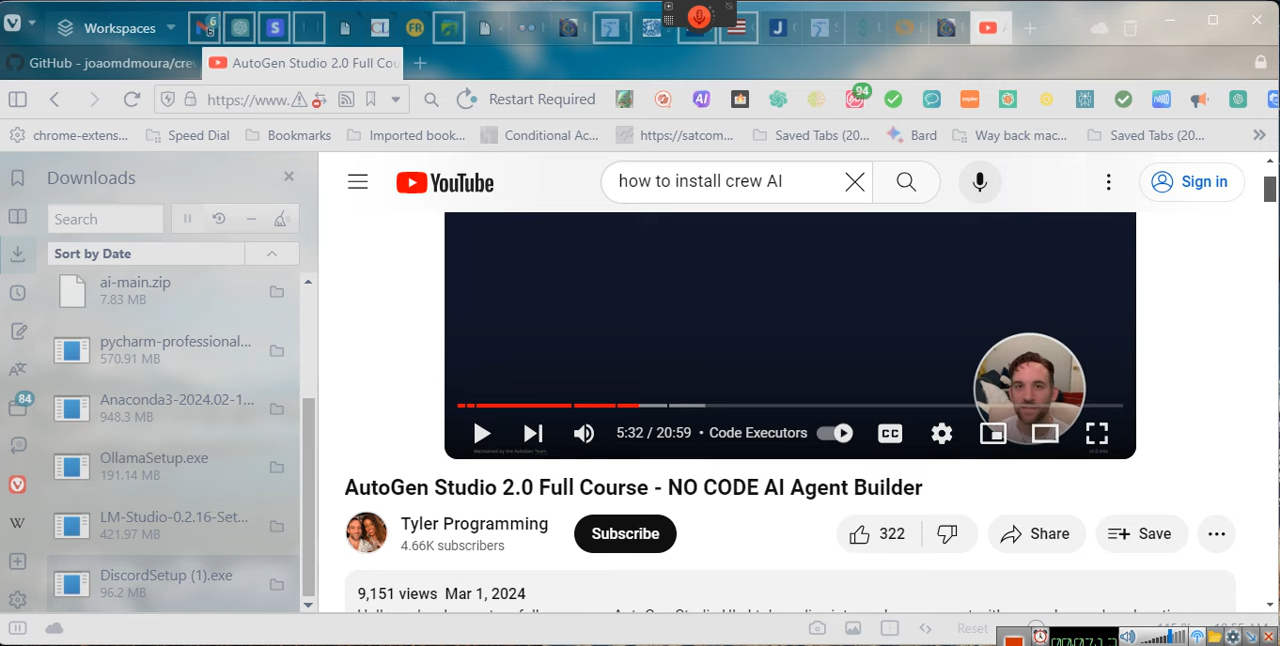 Workspaces
GitHub - joaomdmoura/cre
AutoGen Studio 2.0 Full Cou
https://www.
Restart Required
94
chrome-extens...
Speed Dial
Bookmarks
Imported book...
Conditional Ac...
https://satcom...
Saved Tabs (20...
Bard
Way back mac...
Saved Tabs (20...
Downloads
Search
Sort by Date
ai-main.zip
7.83 MB
pycharm-professional...
570.91 MB
Anaconda3-2024.02-1...
948.3 MB
OllamaSetup.exe
191.14 MB
LM-Studio-0.2.16-Set...
421.97 MB
DiscordSetup (1).exe
96.2 MB
84
YouTube
how to install crew AI
Sign in
5:32 / 20:59 • Code Executors
CC
AutoGen Studio 2.0 Full Course - NO CODE AI Agent Builder
Tyler Programming
4.66K subscribers
Subscribe
322
Share
Save
9,151 views Mar 1, 2024
Reset